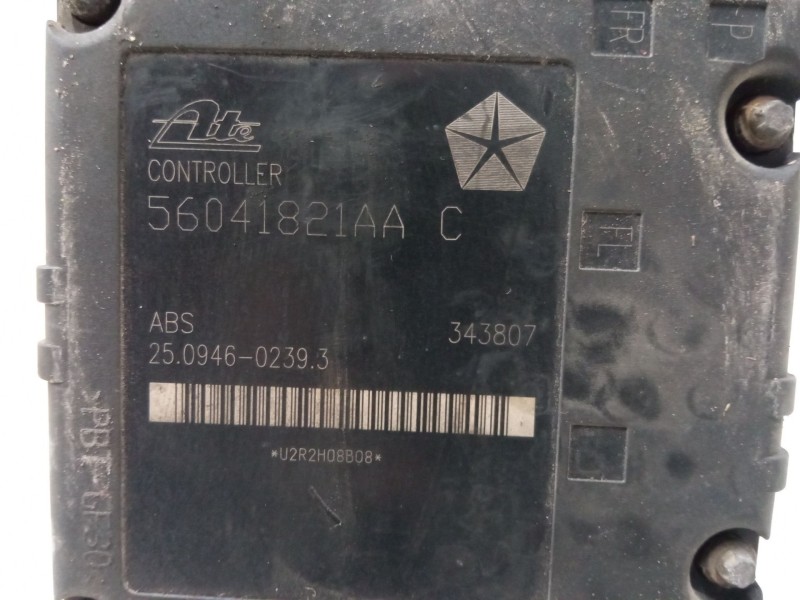 FR
-P
Ate
CONTROLLER
56041821AA C
FL
ABS
343807
25.0946-0239.3
*U2R2H08B08*
>PBT-GF30